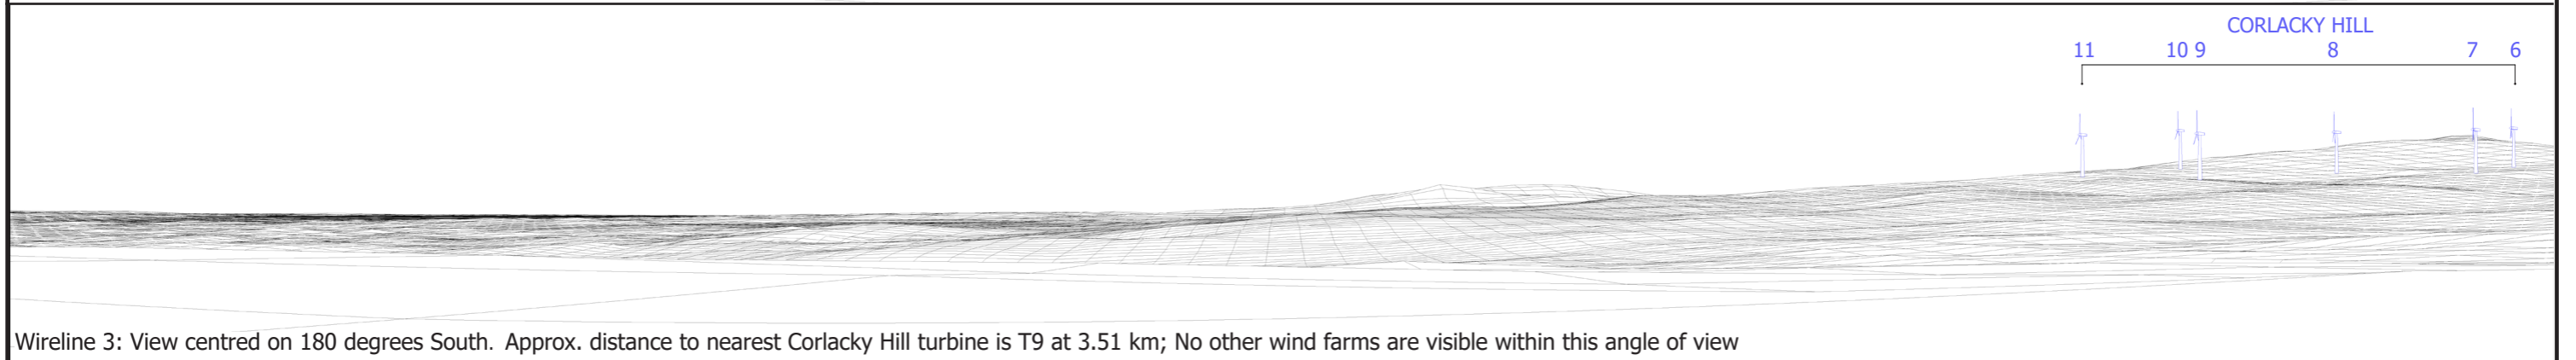 CORLACKY HILL
11 10 9 8 7 6
Wireline 3: View centred on 180 degrees South. Approx. distance to nearest Corlacky Hill turbine is T9 at 3.51 km; No other wind farms are visible within this angle of view